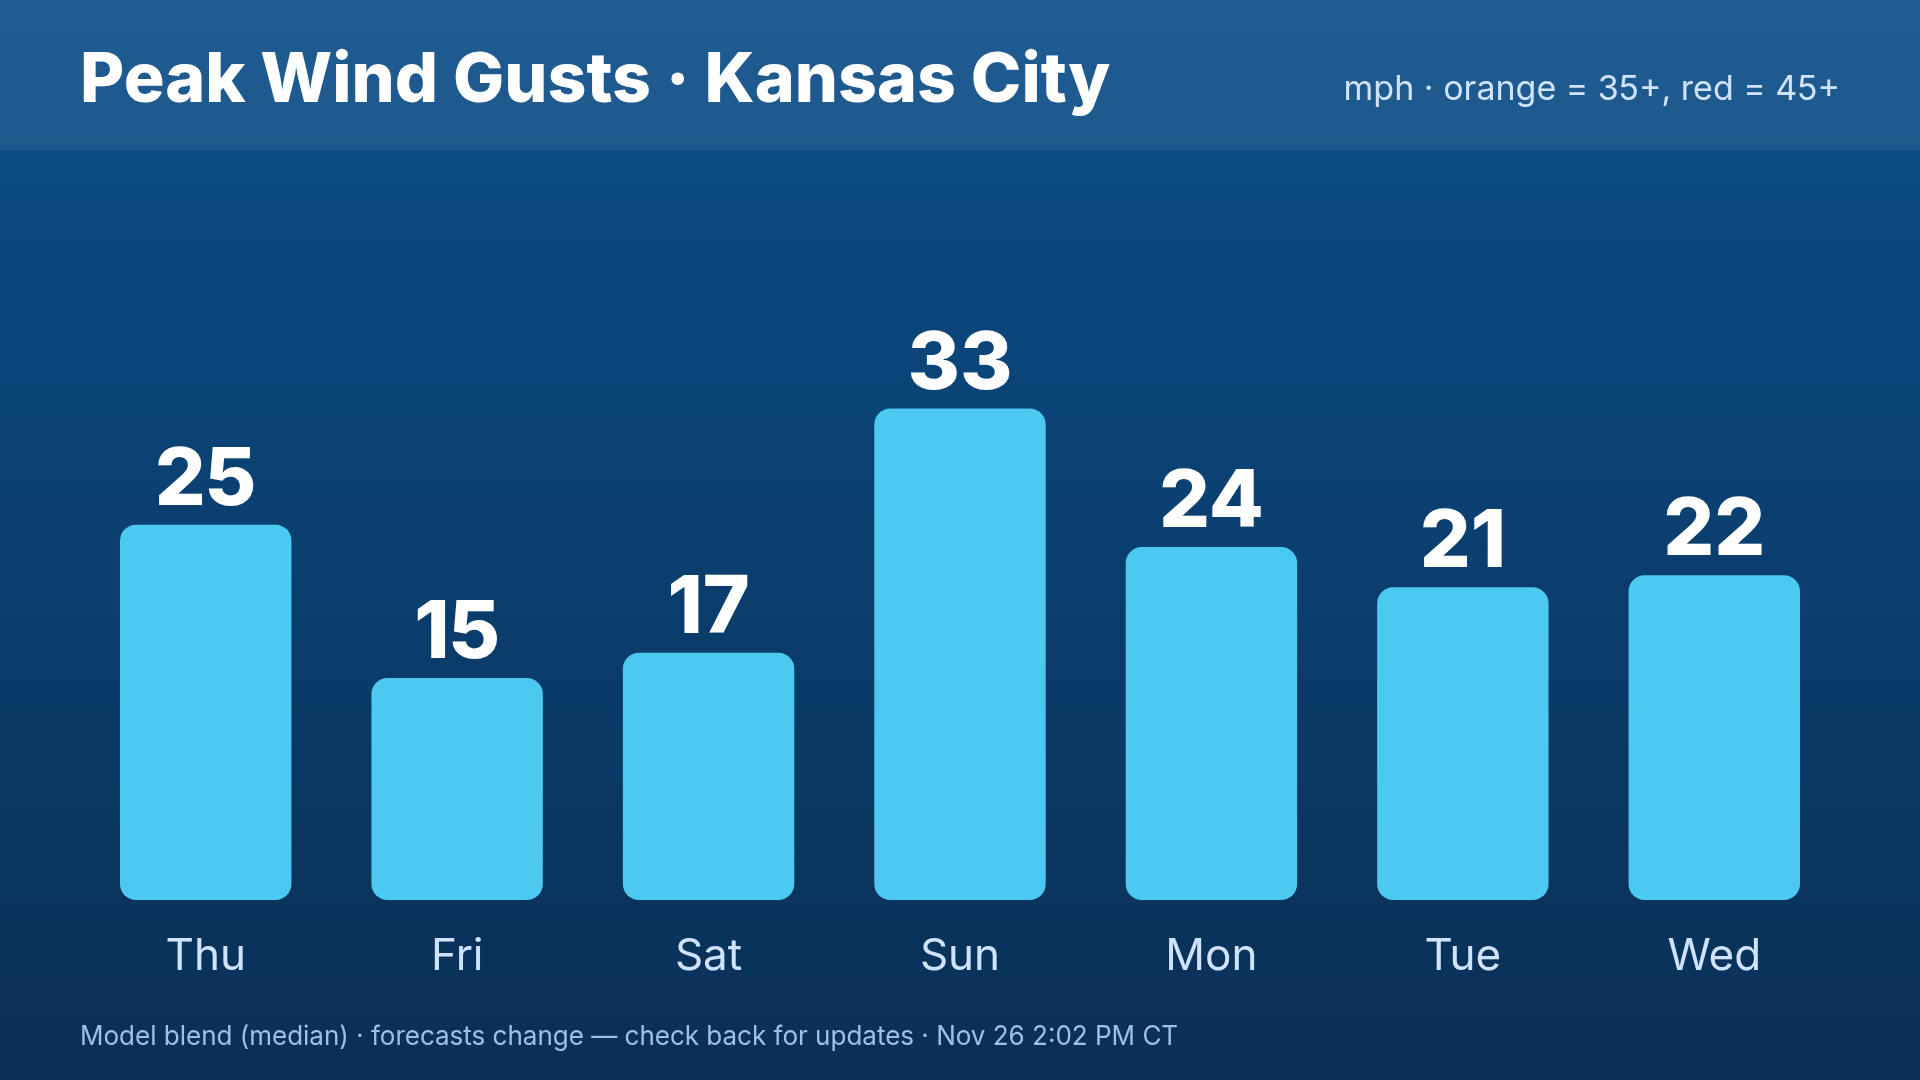 Peak Wind Gusts · Kansas City
mph · orange = 35+, red = 45+
25
15
17
33
24
21
22
Thu
Fri
Sat
Sun
Mon
Tue
Wed
Model blend (median) · forecasts change — check back for updates · Nov 26 2:02 PM CT